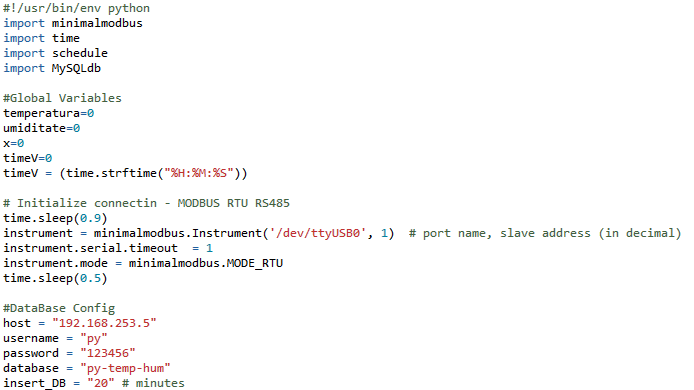 #!/usr/bin/env python
import minimalmodbus
import time
import schedule
import MySQLdb
#Global Variables
temperatura=0
umiditate=0
x=0
timeV=0
timeV = (time.strftime("%H:%M:%S"))
# Initialize connectin - MODBUS RTU RS485
time.sleep(0.9)
instrument = minimalmodbus.Instrument('/dev/ttyUSB0', 1)  # port name, slave address (in decimal)
instrument.serial.timeout  = 1
instrument.mode = minimalmodbus.MODE_RTU
time.sleep(0.5)
#DataBase Config
host = "192.168.253.5"
username = "py"
password = "123456"
database = "py-temp-hum"
insert_DB = "20" # minutes